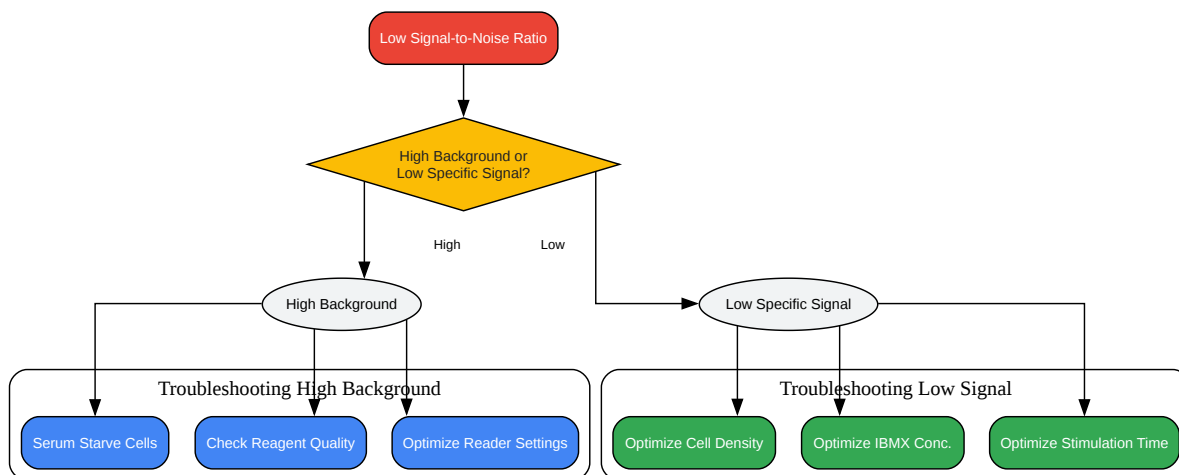 Low Signal-to-Noise Ratio
High Background or
Low Specific Signal?
High
Low
High Background
Low Specific Signal
Troubleshooting High Background
Troubleshooting Low Signal
Serum Starve Cells
Check Reagent Quality
Optimize Reader Settings
Optimize Cell Density
Optimize IBMX Conc.
Optimize Stimulation Time